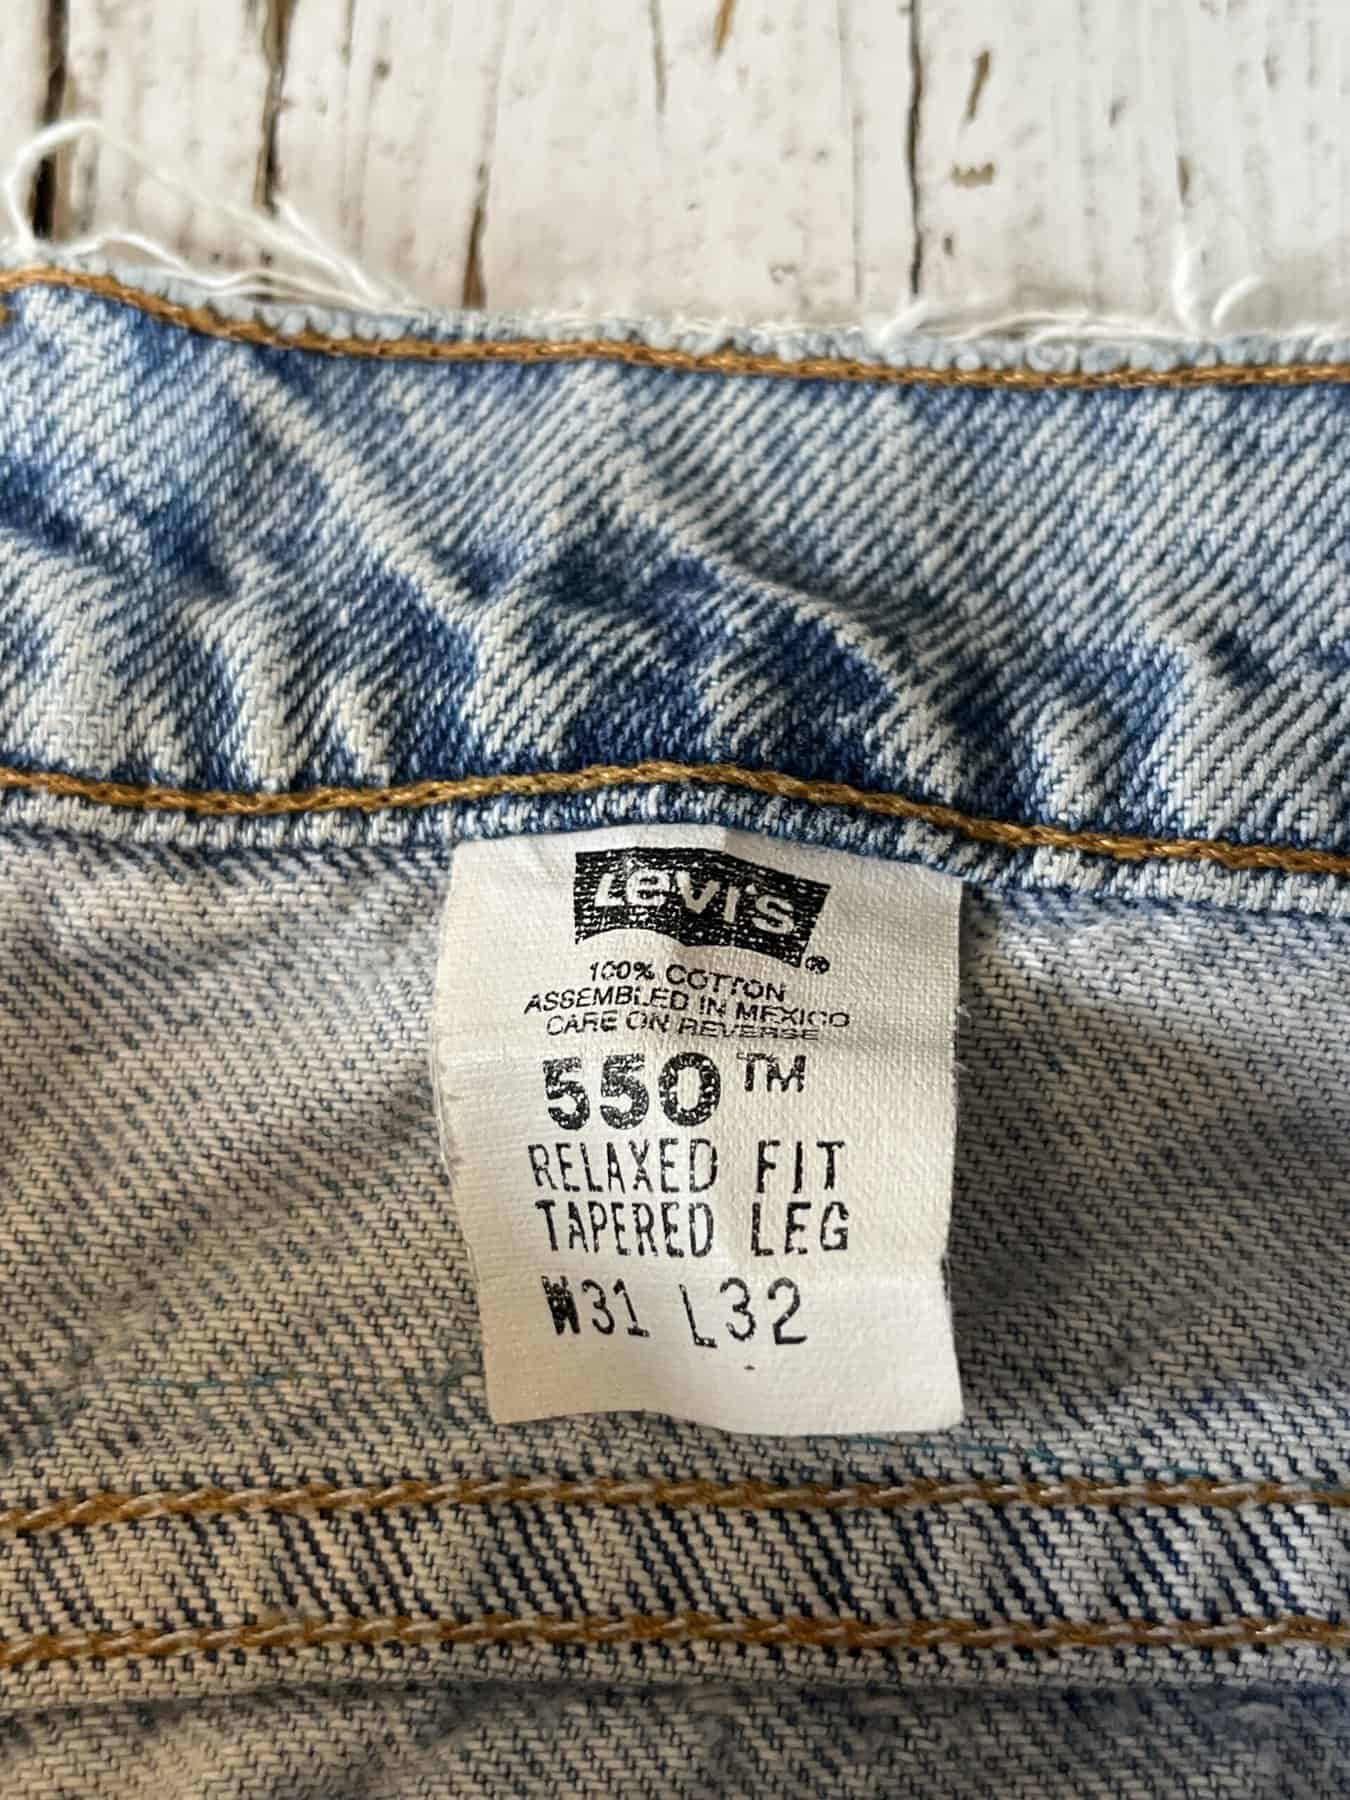 Levi's®
100% COTTON
ASSEMBLED IN MEXICO
CARE ON REVERSE
550™
RELAXED FIT
TAPERED LEG
W31 L32